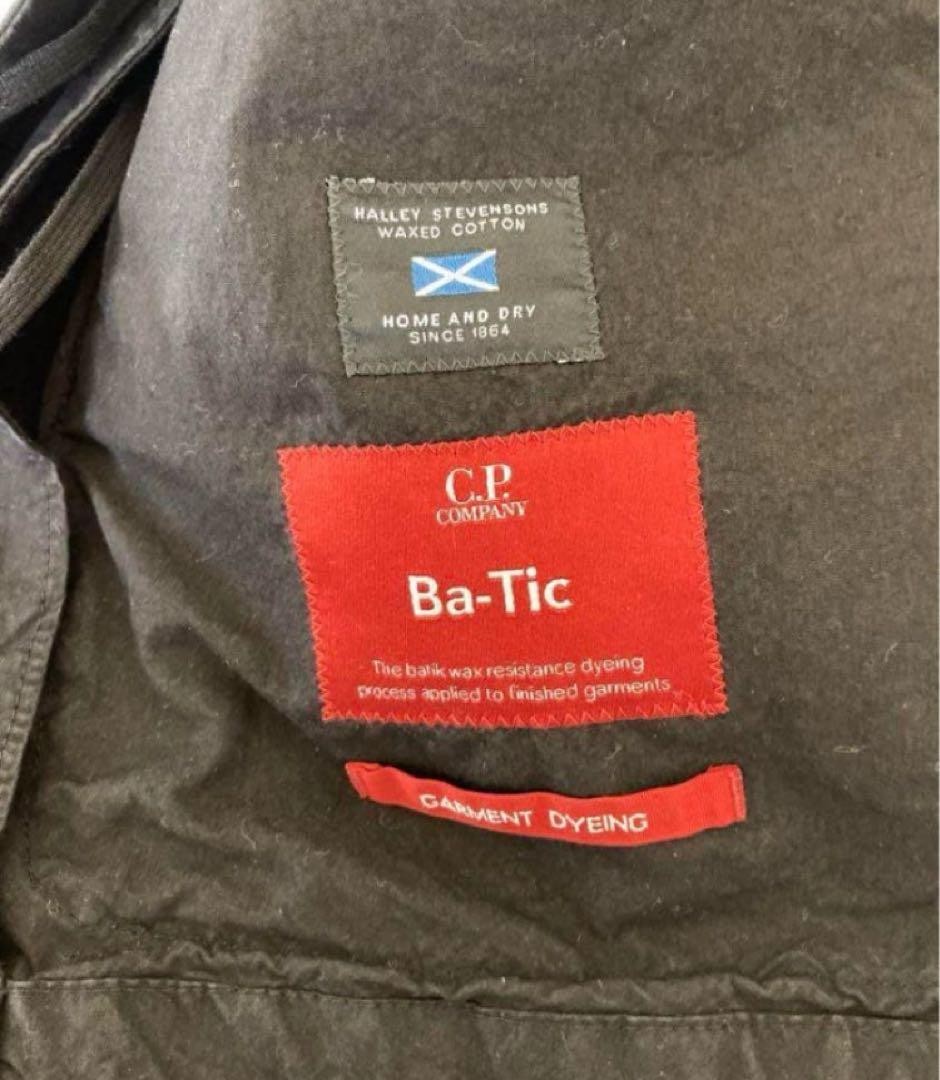 HALLEY STEVENSONS
WAXED COTTON
HOME AND DRY
SINCE 1864
C.P.
COMPANY
Ba-Tic
The batik wax resistance dyeing
process applied to finished garments
GARMENT DYEING